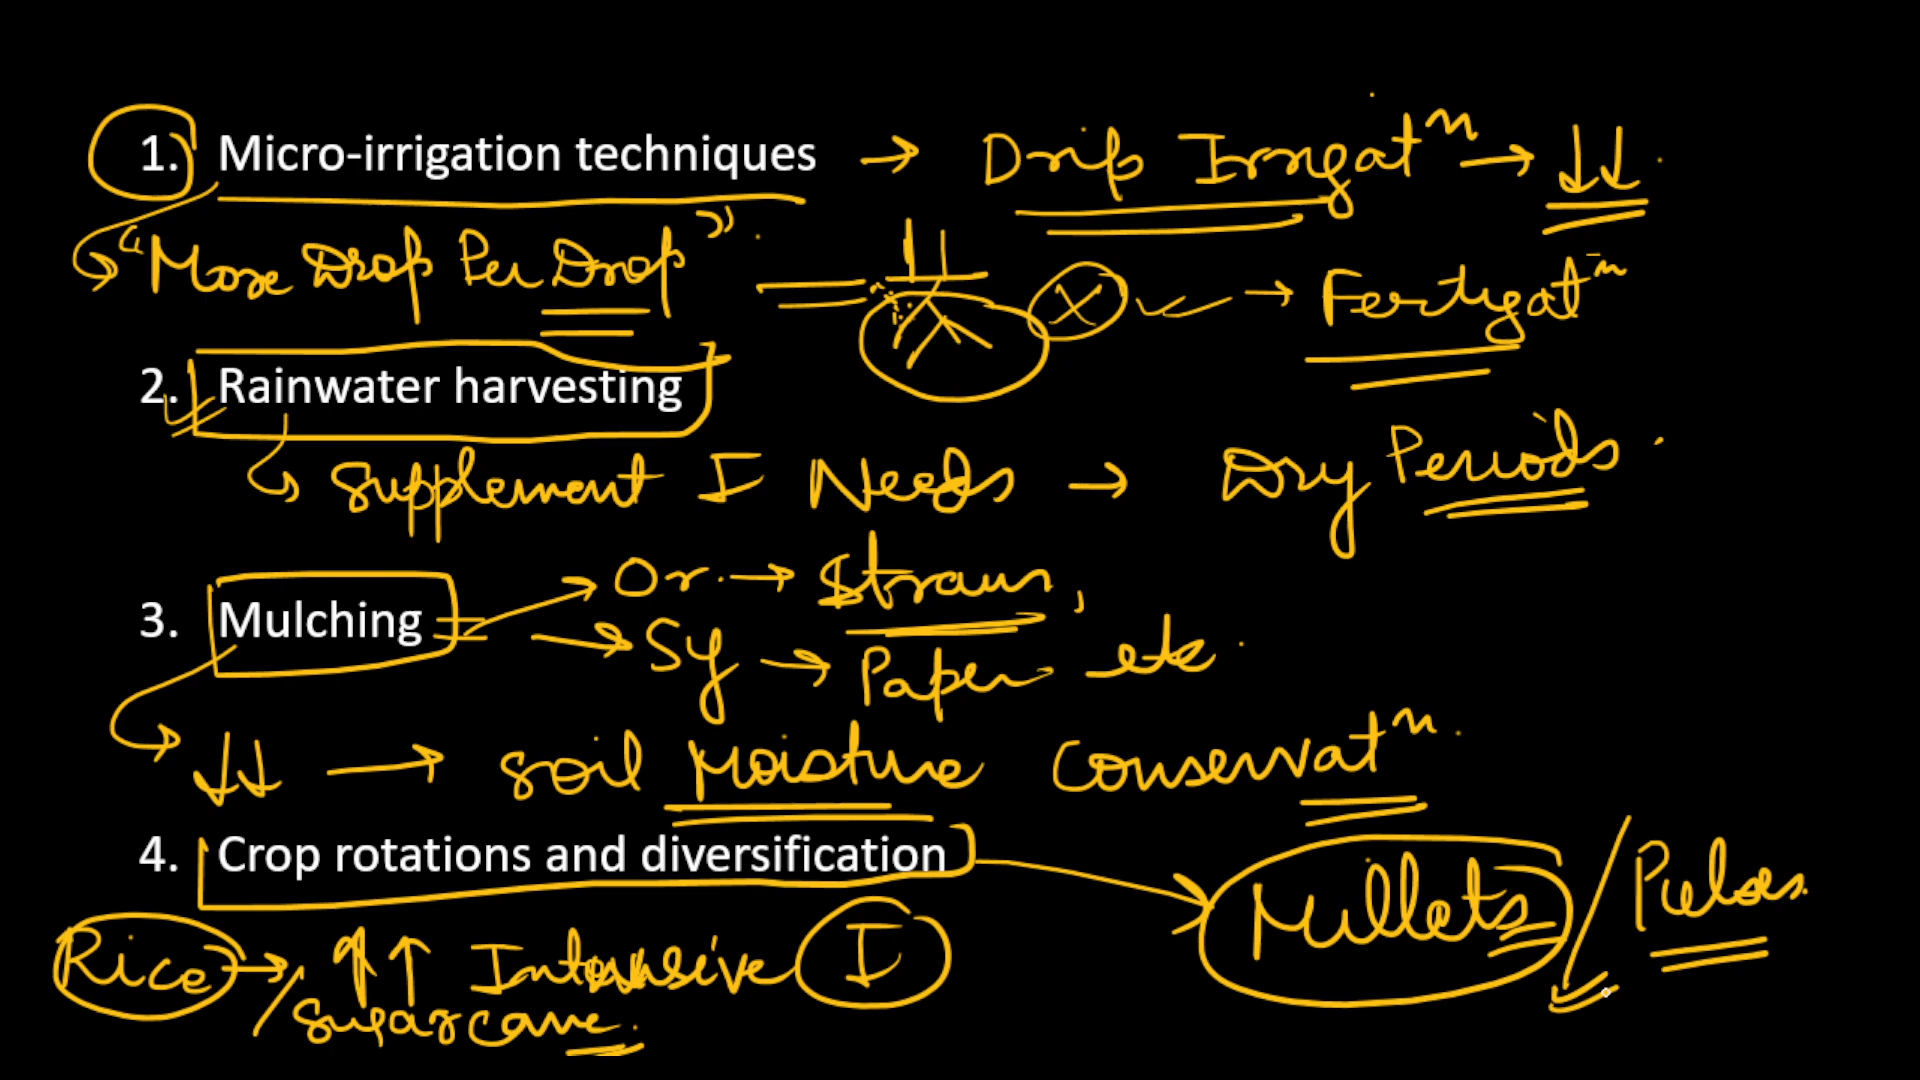 1. Micro-irrigation techniques → Drip Irrigatⁿ → ↓↓.
"More Drop Per Drop". X → Fertigatⁿ
2. Rainwater harvesting
Supplement I Needs → Dry Periods.
3. Mulching → Or. → Straw,
→ Sy → Paper etc.
↓↓ → Soil Moisture Conservatⁿ.
4. Crop rotations and diversification → Millets / Pulses.
Rice → ↑↑ Intensive I
/ Sugarcane.